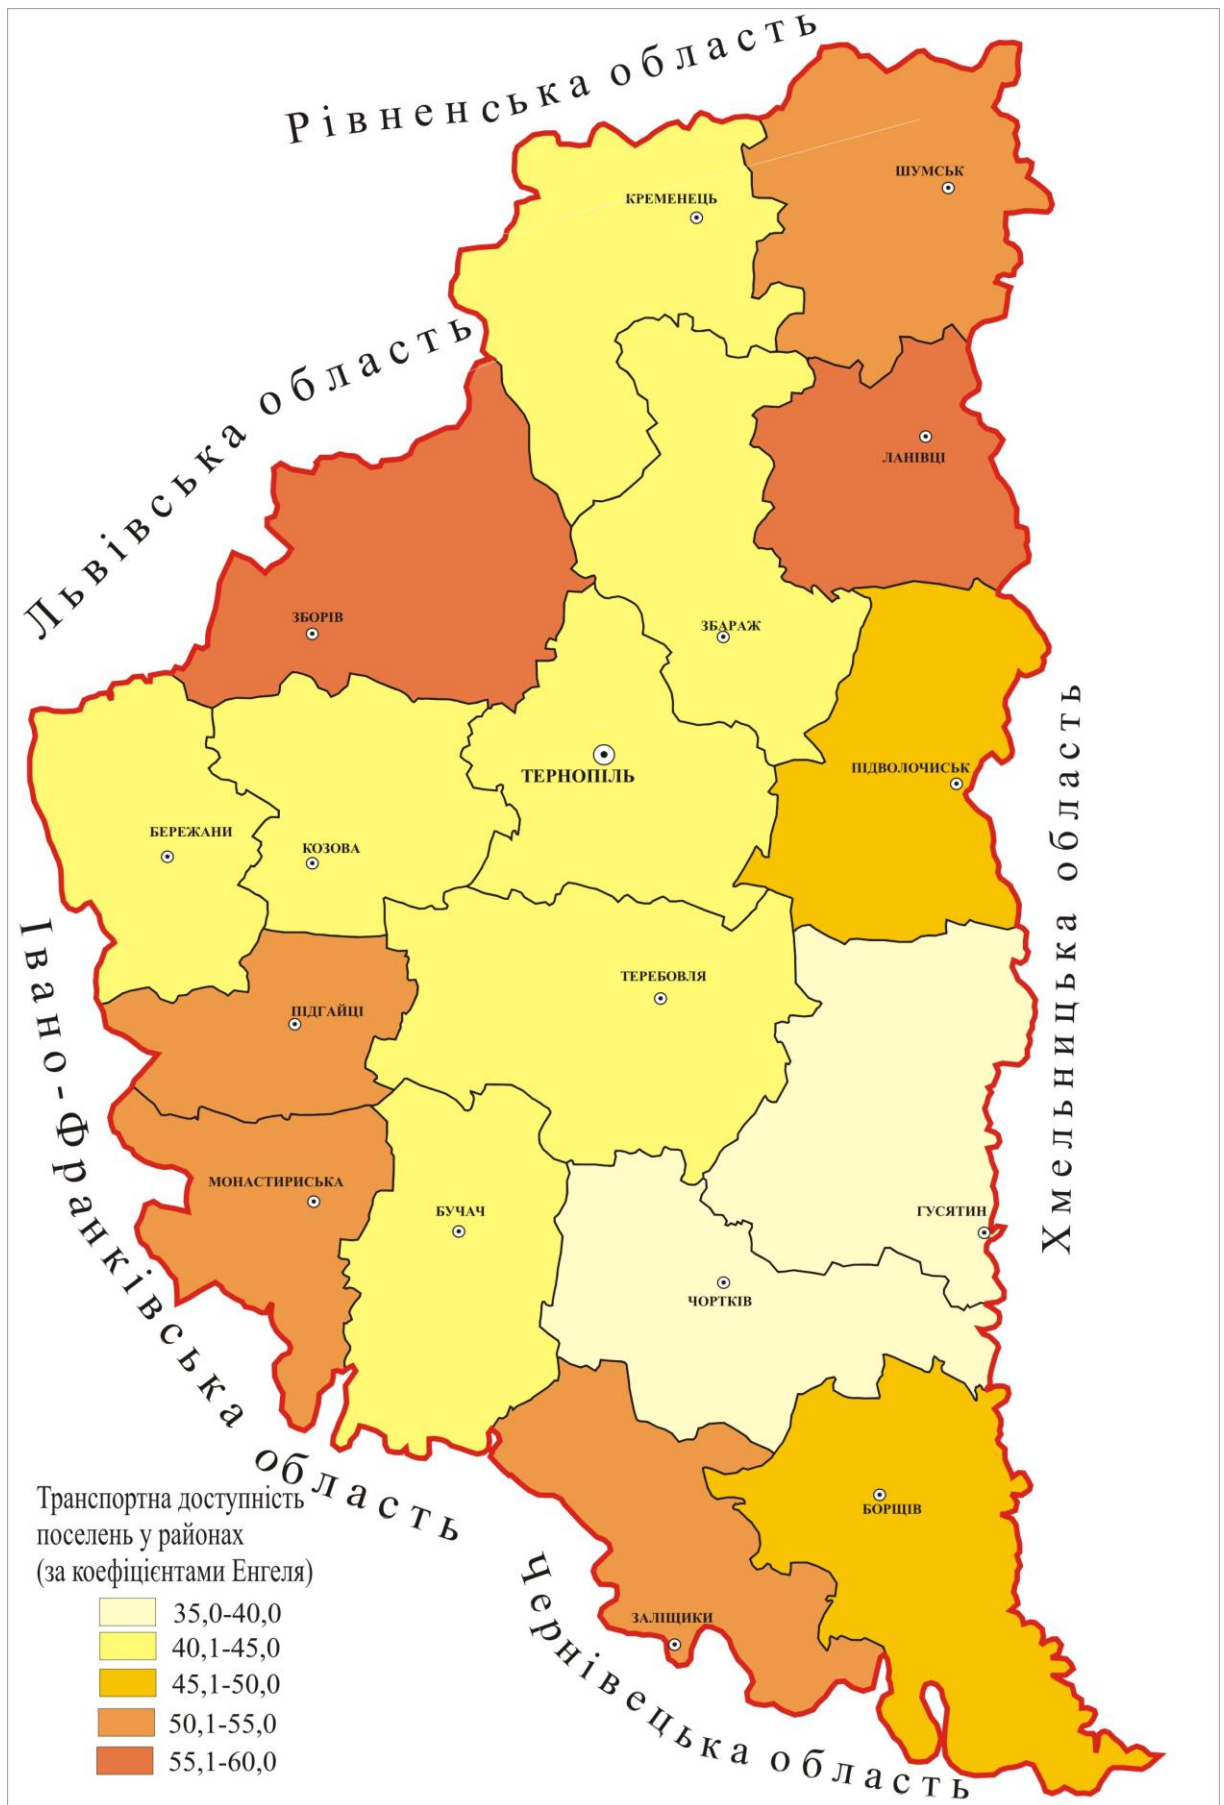 Рівненська область
ШУМСЬК
КРЕМЕНЕЦЬ
Львівська область
ЛАНІВЦІ
ЗБОРІВ
ЗБАРАЖ
ТЕРНОПІЛЬ
ПІДВОЛОЧИСЬК
Хмельницька область
БЕРЕЖАНИ
КОЗОВА
Івано-Франківська область
ТЕРЕБОВЛЯ
ПІДГАЙЦІ
МОНАСТИРИСЬКА
БУЧАЧ
ГУСЯТИН
ЧОРТКІВ
БОРЩІВ
ЗАЛІЩИКИ
Чернівецька область
Транспортна доступність
поселень у районах
(за коефіцієнтами Енгеля)
35,0-40,0
40,1-45,0
45,1-50,0
50,1-55,0
55,1-60,0